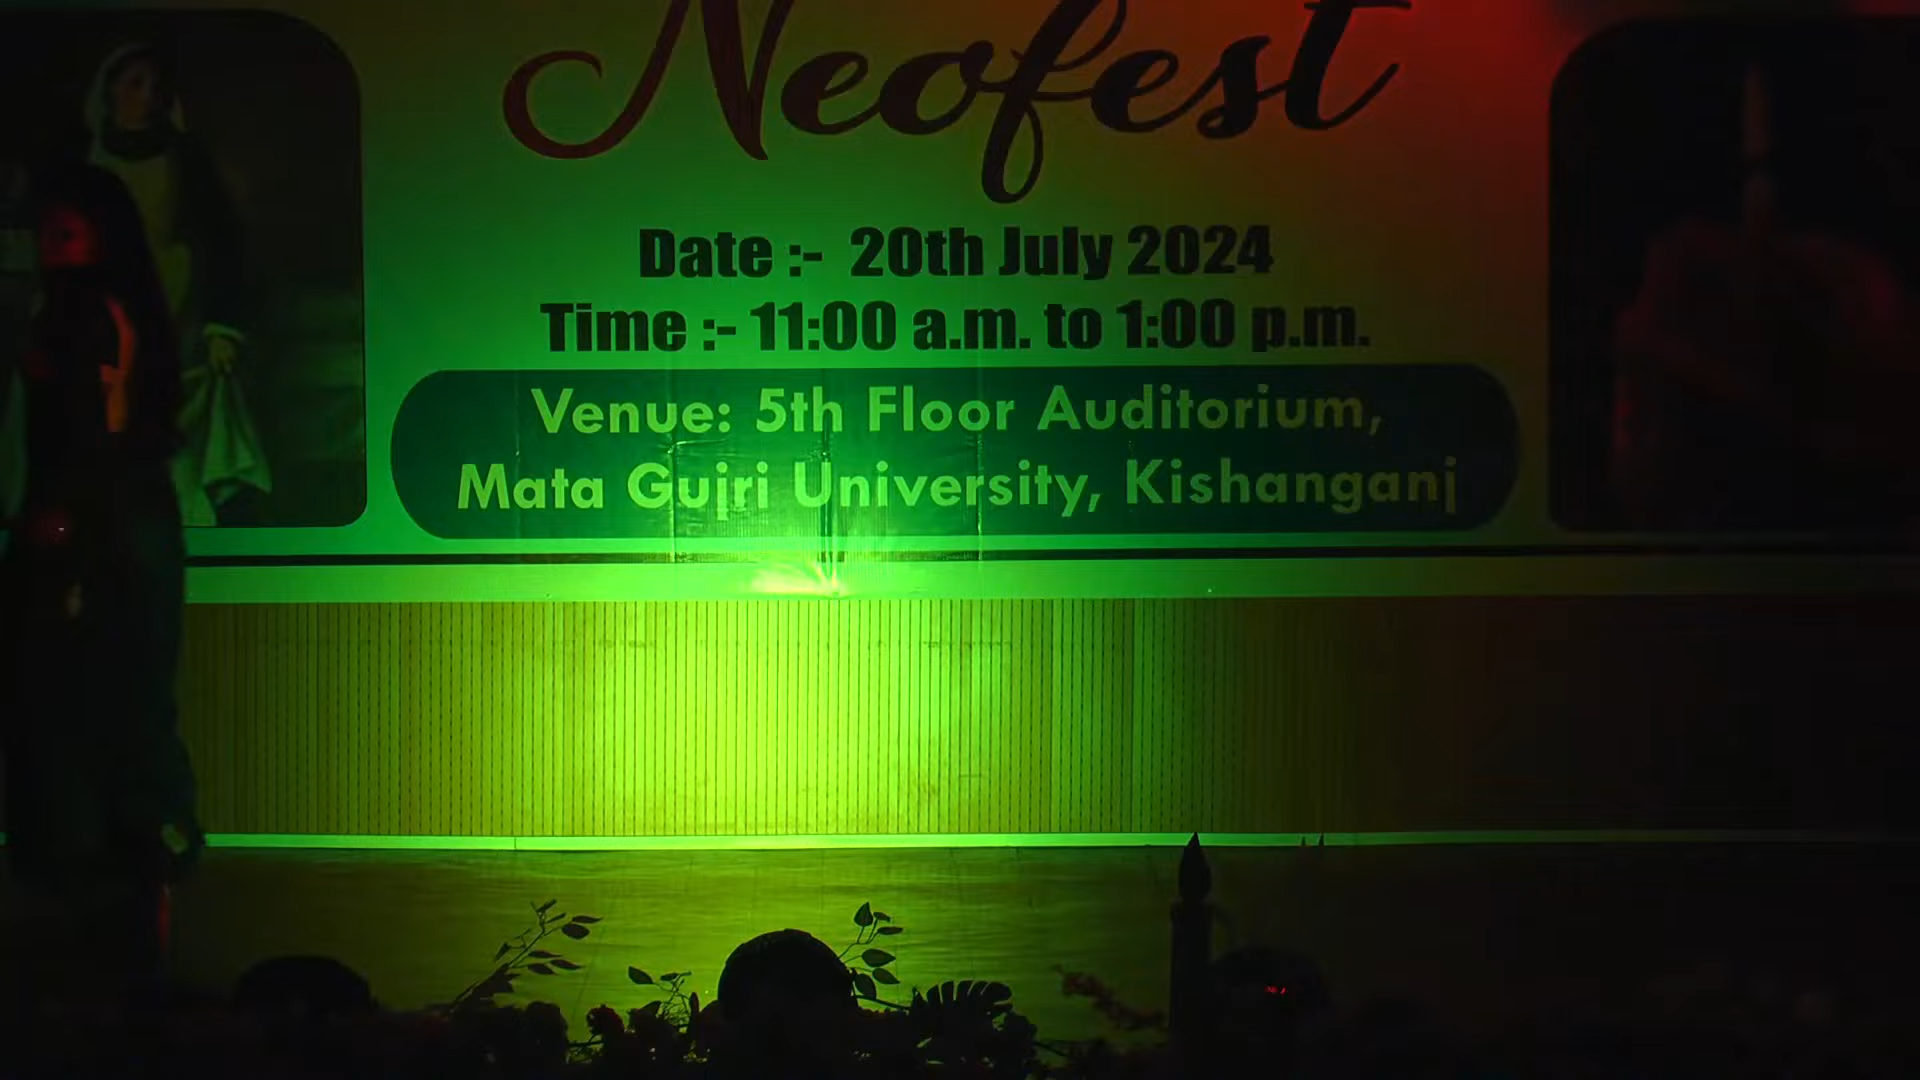 Neofest
Date :- 20th July 2024
Time :- 11:00 a.m. to 1:00 p.m.
Venue: 5th Floor Auditorium,
Mata Gujri University, Kishanganj